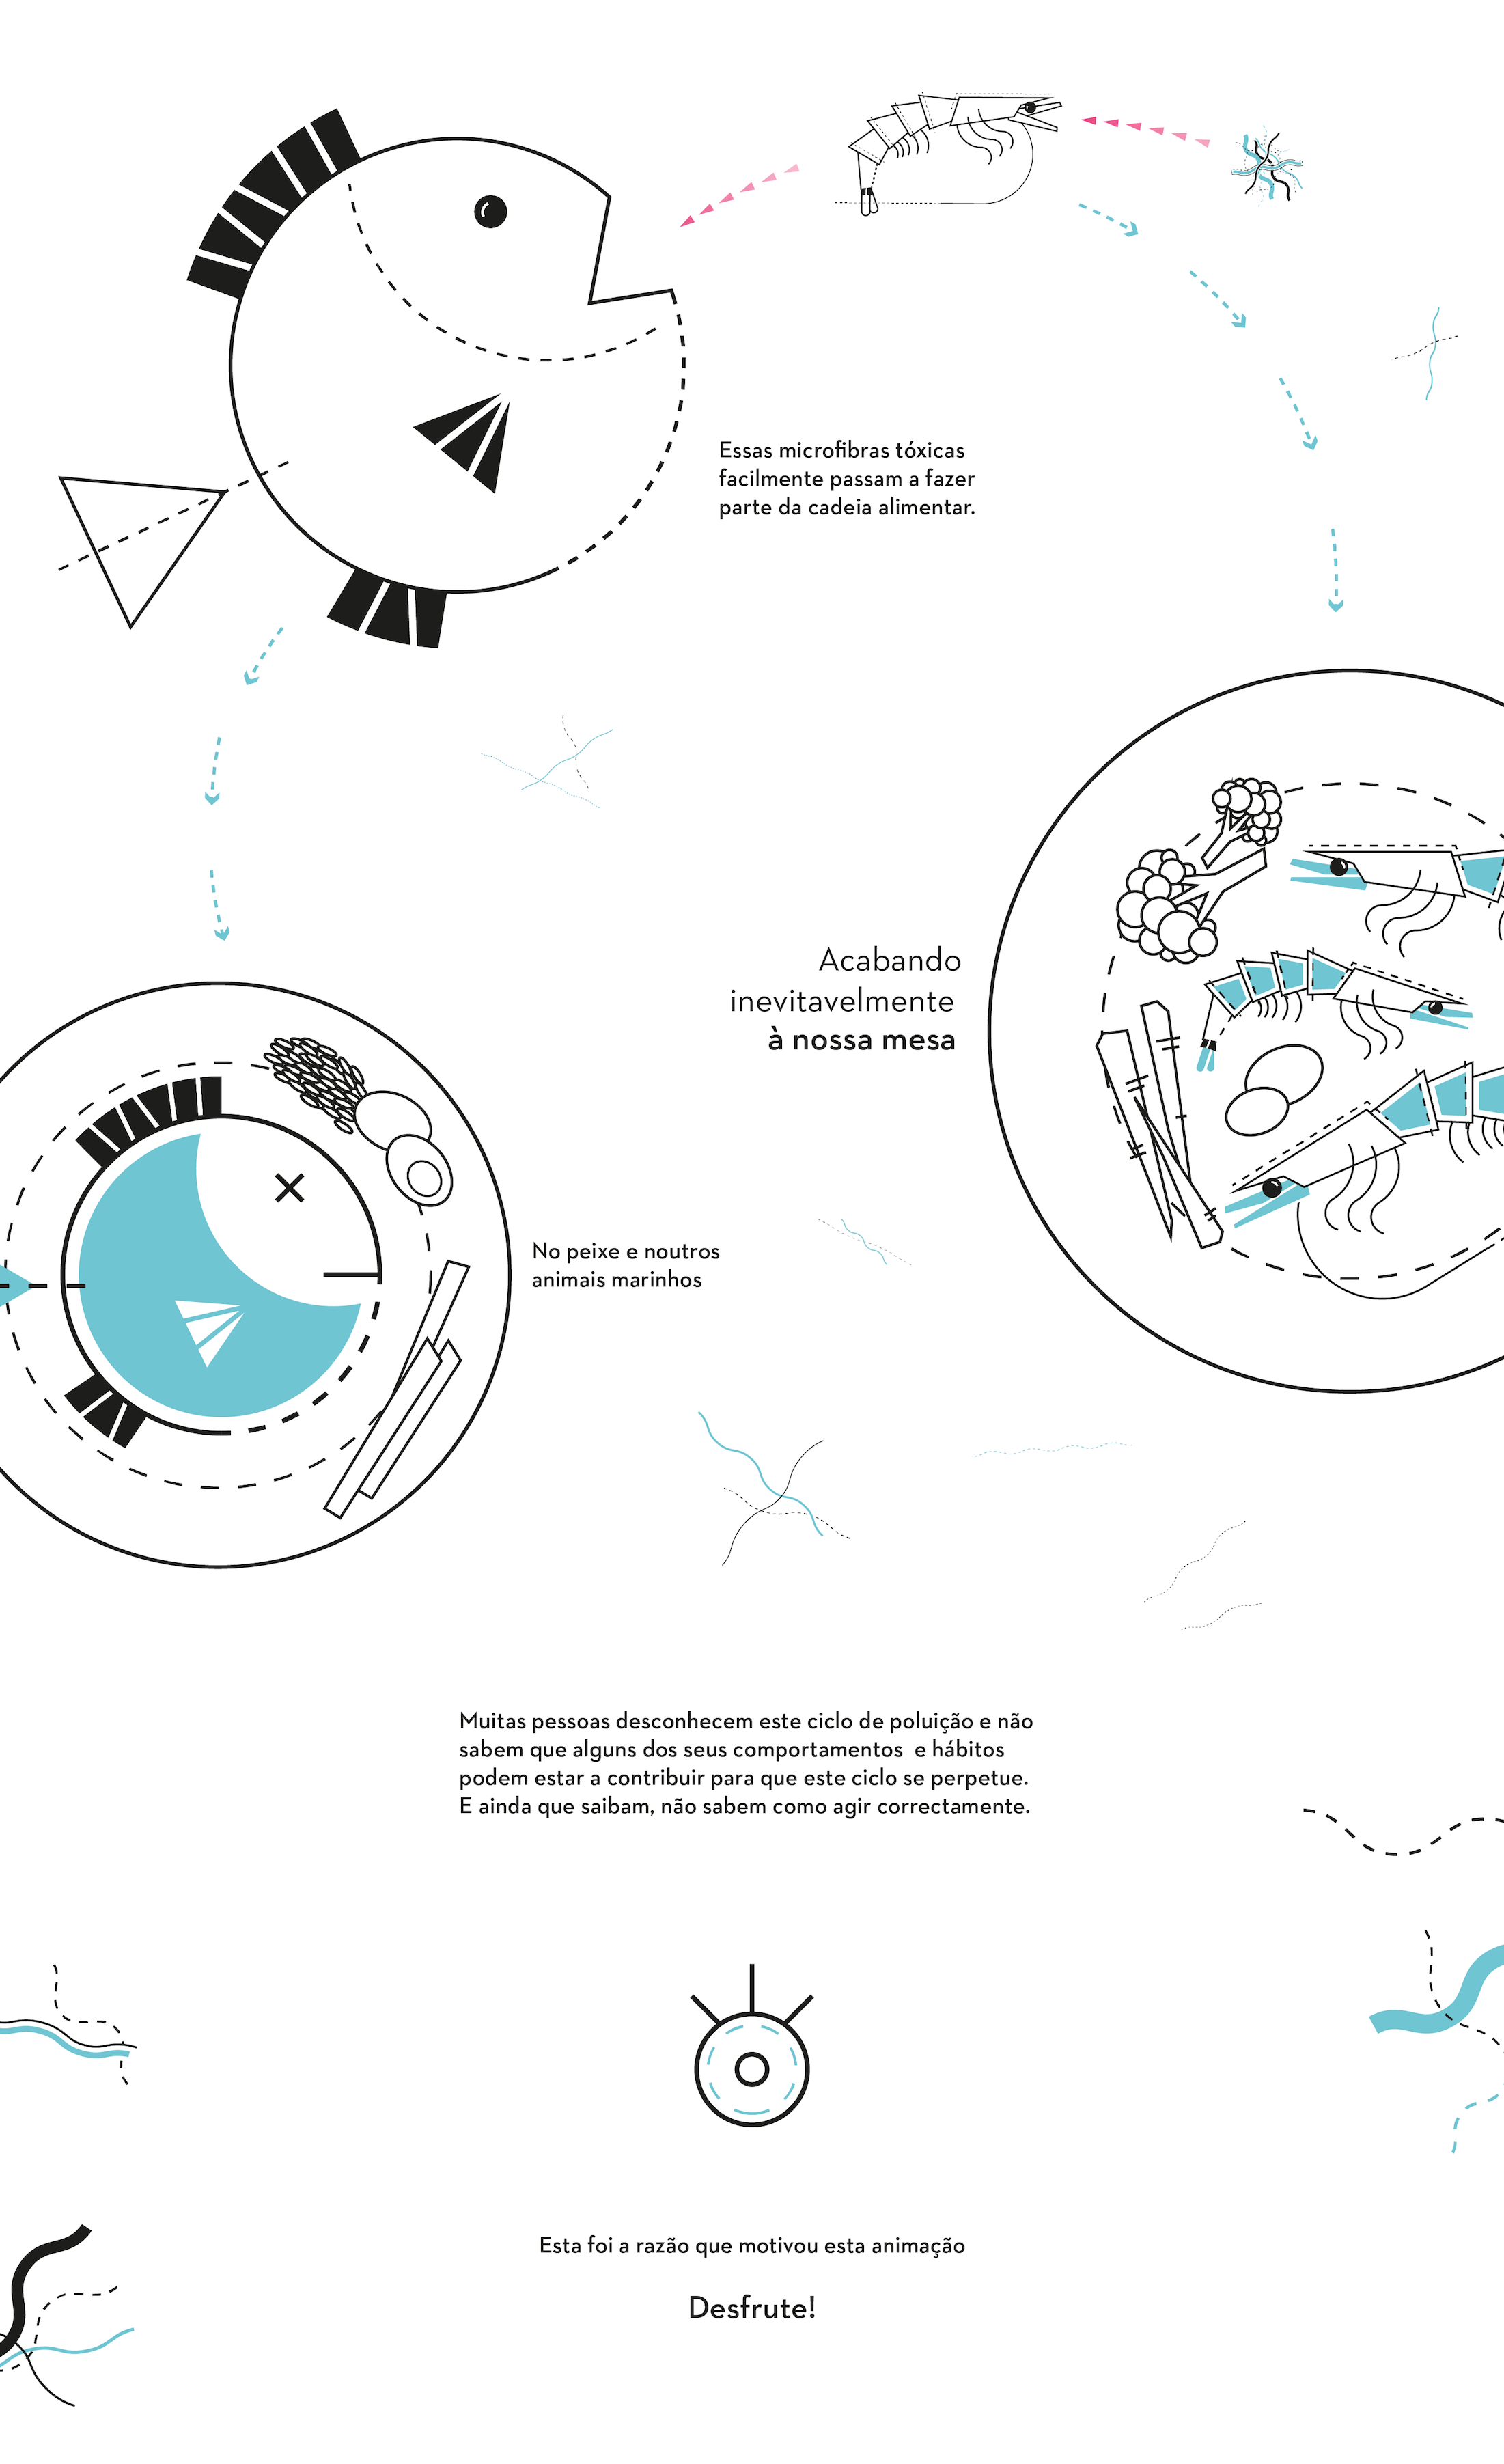 Essas microfibras tóxicas
facilmente passam a fazer
parte da cadeia alimentar.
Acabando
inevitavelmente
à nossa mesa
No peixe e noutros
animais marinhos
Muitas pessoas desconhecem este ciclo de poluição e não
sabem que alguns dos seus comportamentos e hábitos
podem estar a contribuir para que este ciclo se perpetue.
E ainda que saibam, não sabem como agir correctamente.
Esta foi a razão que motivou esta animação
Desfrute!